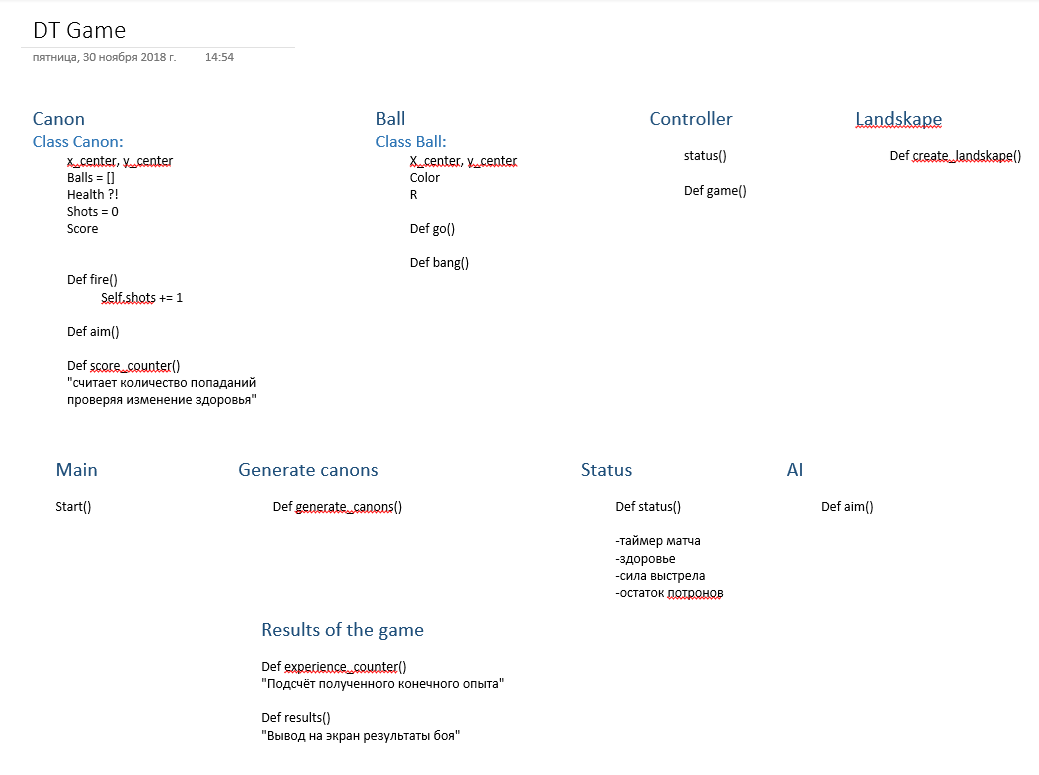 DT Game
пятница, 30 ноября 2018 г. 14:54
Canon
Class Canon:
x_center, y_center
Balls = []
Health ?!
Shots = 0
Score
Def fire()
Self.shots += 1
Def aim()
Def score_counter()
"считает количество попаданий
проверяя изменение здоровья"
Ball
Class Ball:
X_center, y_center
Color
R
Def go()
Def bang()
Controller
status()
Def game()
Landskape
Def create_landskape()
Main
Start()
Generate canons
Def generate_canons()
Status
Def status()
-таймер матча
-здоровье
-сила выстрела
-остаток потронов
AI
Def aim()
Results of the game
Def experience_counter()
"Подсчёт полученного конечного опыта"
Def results()
"Вывод на экран результаты боя"